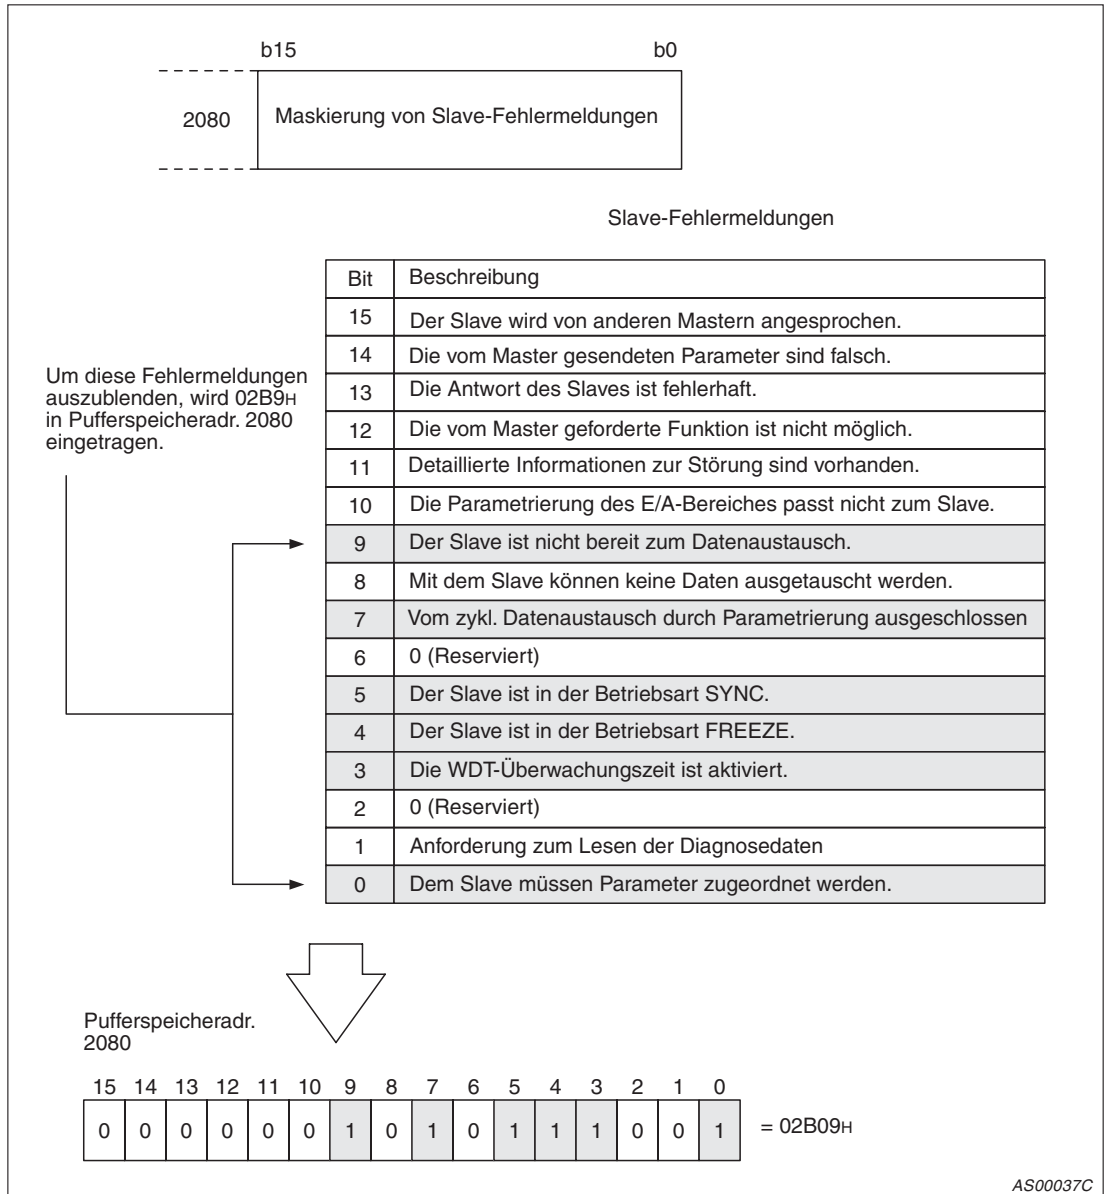 b15 b0
2080 Maskierung von Slave-Fehlermeldungen
Slave-Fehlermeldungen
Um diese Fehlermeldungen
auszublenden, wird 02B9H
in Pufferspeicheradr. 2080
eingetragen.
Bit Beschreibung
15 Der Slave wird von anderen Mastern angesprochen.
14 Die vom Master gesendeten Parameter sind falsch.
13 Die Antwort des Slaves ist fehlerhaft.
12 Die vom Master geforderte Funktion ist nicht möglich.
11 Detaillierte Informationen zur Störung sind vorhanden.
10 Die Parametrierung des E/A-Bereiches passt nicht zum Slave.
9 Der Slave ist nicht bereit zum Datenaustausch.
8 Mit dem Slave können keine Daten ausgetauscht werden.
7 Vom zykl. Datenaustausch durch Parametrierung ausgeschlossen
6 0 (Reserviert)
5 Der Slave ist in der Betriebsart SYNC.
4 Der Slave ist in der Betriebsart FREEZE.
3 Die WDT-Überwachungszeit ist aktiviert.
2 0 (Reserviert)
1 Anforderung zum Lesen der Diagnosedaten
0 Dem Slave müssen Parameter zugeordnet werden.
Pufferspeicheradr.
2080
15 14 13 12 11 10 9 8 7 6 5 4 3 2 1 0
0 0 0 0 0 0 1 0 1 0 1 1 1 0 0 1 = 02B09H
AS00037C